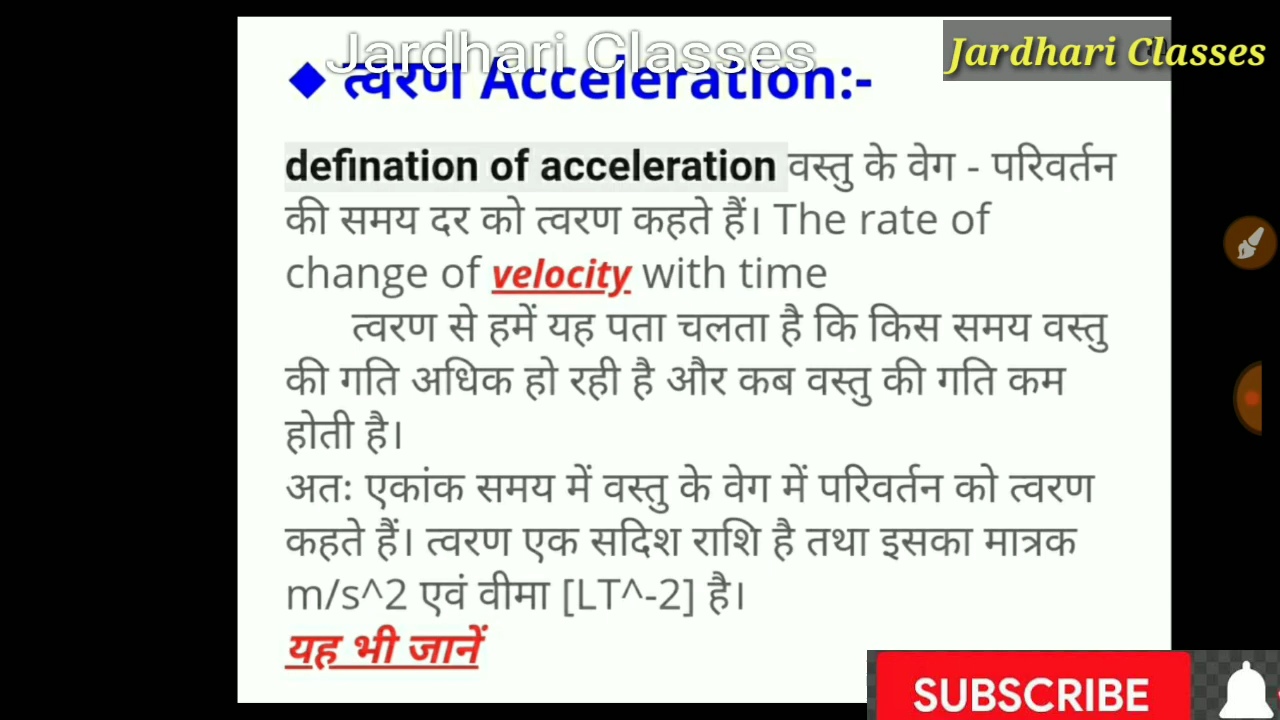 Jardhari Classes
Jardhari Classes
◆ त्वरण Acceleration:-
defination of acceleration वस्तु के वेग - परिवर्तन
की समय दर को त्वरण कहते हैं। The rate of
change of velocity with time
त्वरण से हमें यह पता चलता है कि किस समय वस्तु
की गति अधिक हो रही है और कब वस्तु की गति कम
होती है।
अतः एकांक समय में वस्तु के वेग में परिवर्तन को त्वरण
कहते हैं। त्वरण एक सदिश राशि है तथा इसका मात्रक
m/s^2 एवं वीमा [LT^-2] है।
यह भी जानें
SUBSCRIBE